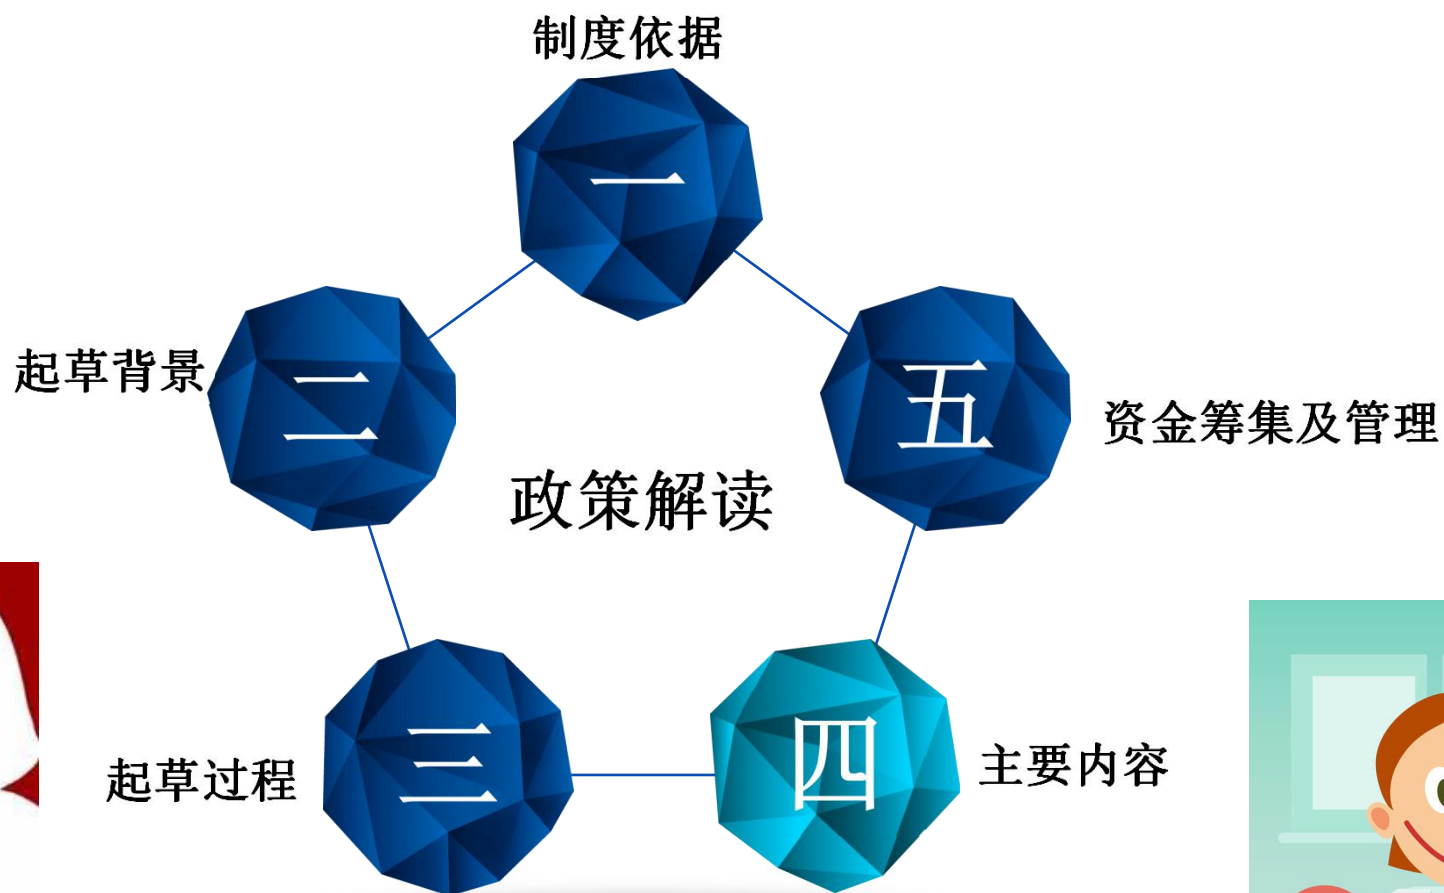 制度依据
一
起草背景
二
五
资金筹集及管理
政策解读
起草过程
三
四
主要内容